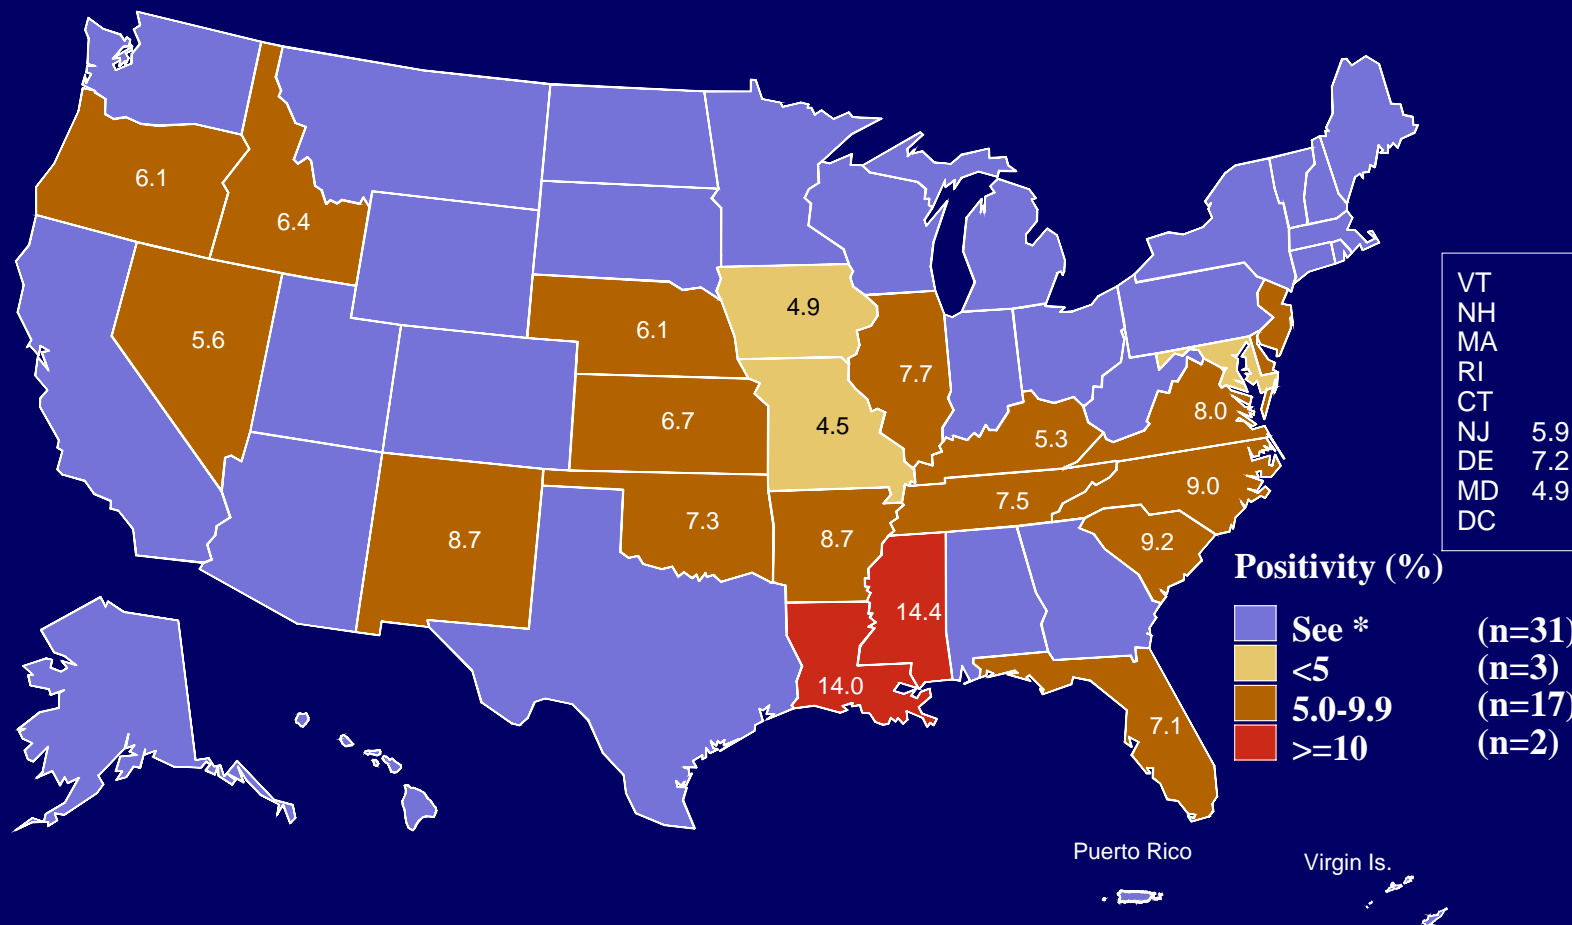 6.1
6.4
5.6
6.1
4.9
7.7
6.7
4.5
5.3
8.0
8.7
7.3
8.7
7.5
9.0
9.2
14.4
14.0
7.1
VT
NH
MA
RI
CT
NJ 5.9
DE 7.2
MD 4.9
DC
Positivity (%)
See * (n=31)
<5 (n=3)
5.0-9.9 (n=17)
>=10 (n=2)
Puerto Rico
Virgin Is.